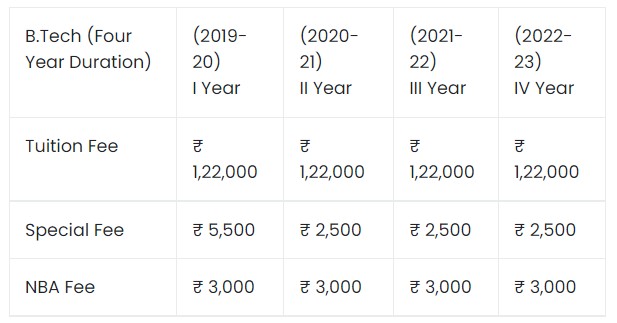 B.Tech (Four
Year Duration)
(2019-
20)
I Year
(2020-
21)
II Year
(2021-
22)
III Year
(2022-
23)
IV Year
Tuition Fee
₹
1,22,000
₹
1,22,000
₹
1,22,000
₹
1,22,000
Special Fee
₹ 5,500
₹ 2,500
₹ 2,500
₹ 2,500
NBA Fee
₹ 3,000
₹ 3,000
₹ 3,000
₹ 3,000